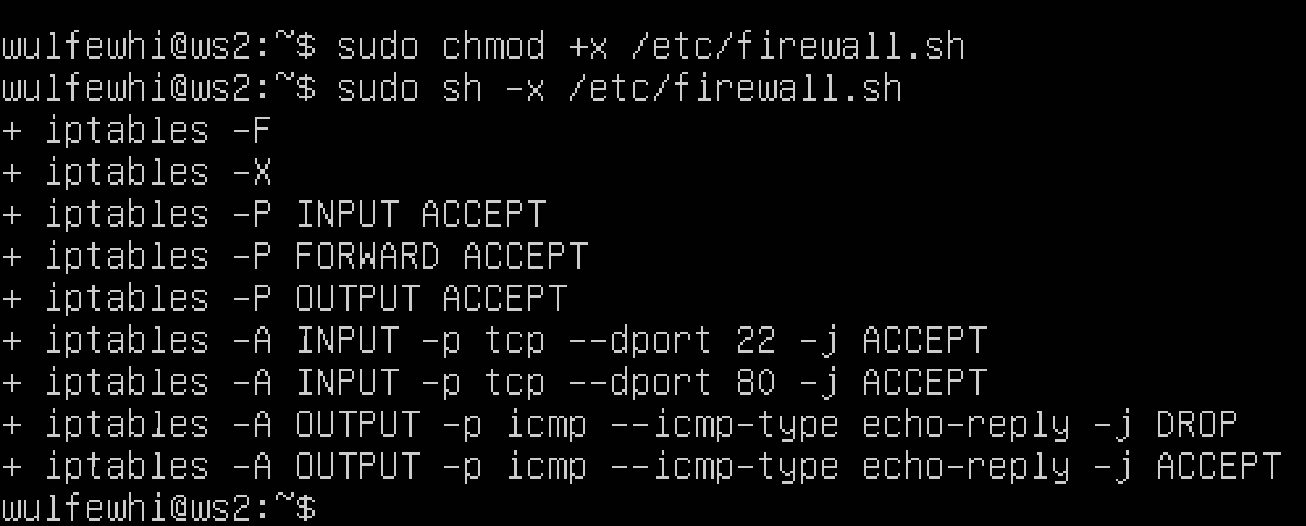 wulfewhi@ws2:~$ sudo chmod +x /etc/firewall.sh
wulfewhi@ws2:~$ sudo sh -x /etc/firewall.sh
+ iptables -F
+ iptables -X
+ iptables -P INPUT ACCEPT
+ iptables -P FORWARD ACCEPT
+ iptables -P OUTPUT ACCEPT
+ iptables -A INPUT -p tcp --dport 22 -j ACCEPT
+ iptables -A INPUT -p tcp --dport 80 -j ACCEPT
+ iptables -A OUTPUT -p icmp --icmp-type echo-reply -j DROP
+ iptables -A OUTPUT -p icmp --icmp-type echo-reply -j ACCEPT
wulfewhi@ws2:~$